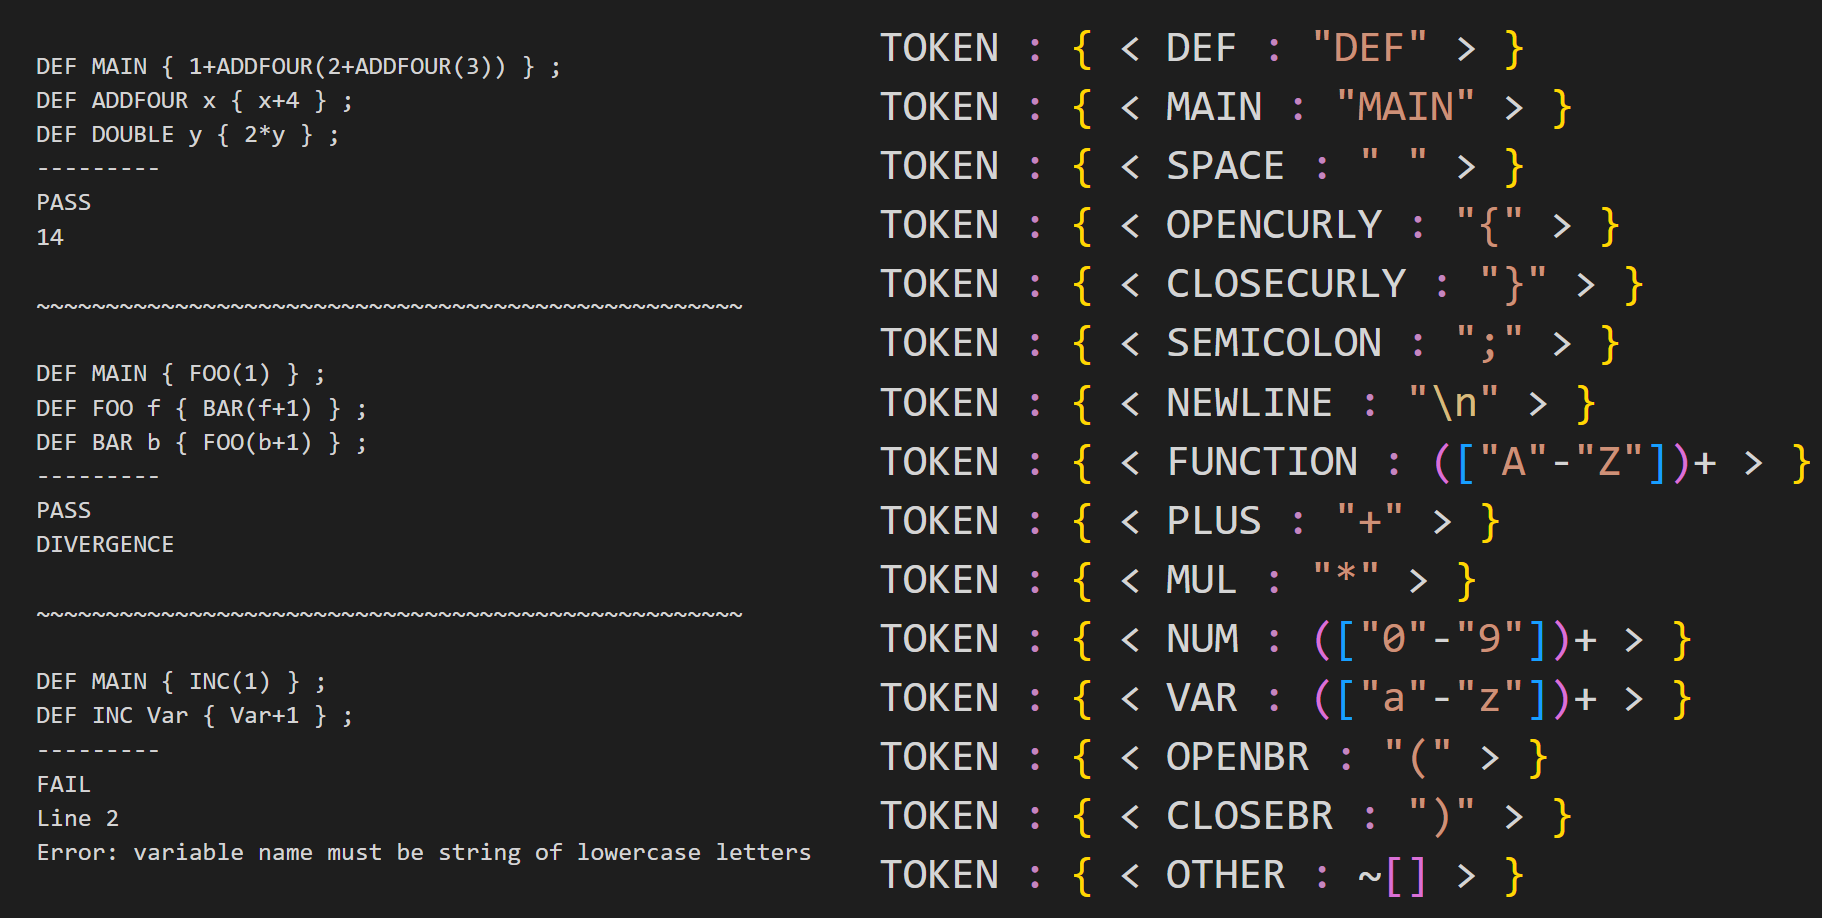 DEF MAIN { 1+ADDFOUR(2+ADDFOUR(3)) } ;
DEF ADDFOUR x { x+4 } ;
DEF DOUBLE y { 2*y } ;
---------
PASS
14
~~~~~~~~~~~~~~~~~~~~~~~~~~~~~~~~~~~~~~~~~~~~~~~~~~~
DEF MAIN { FOO(1) } ;
DEF FOO f { BAR(f+1) } ;
DEF BAR b { FOO(b+1) } ;
---------
PASS
DIVERGENCE
~~~~~~~~~~~~~~~~~~~~~~~~~~~~~~~~~~~~~~~~~~~~~~~~~~~
DEF MAIN { INC(1) } ;
DEF INC Var { Var+1 } ;
---------
FAIL
Line 2
Error: variable name must be string of lowercase letters
TOKEN : { < DEF : "DEF" > }
TOKEN : { < MAIN : "MAIN" > }
TOKEN : { < SPACE : " " > }
TOKEN : { < OPENCURLY : "{" > }
TOKEN : { < CLOSECURLY : "}" > }
TOKEN : { < SEMICOLON : ";" > }
TOKEN : { < NEWLINE : "\n" > }
TOKEN : { < FUNCTION : (["A"-"Z"])+ > }
TOKEN : { < PLUS : "+" > }
TOKEN : { < MUL : "*" > }
TOKEN : { < NUM : (["0"-"9"])+ > }
TOKEN : { < VAR : (["a"-"z"])+ > }
TOKEN : { < OPENBR : "(" > }
TOKEN : { < CLOSEBR : ")" > }
TOKEN : { < OTHER : ~[] > }